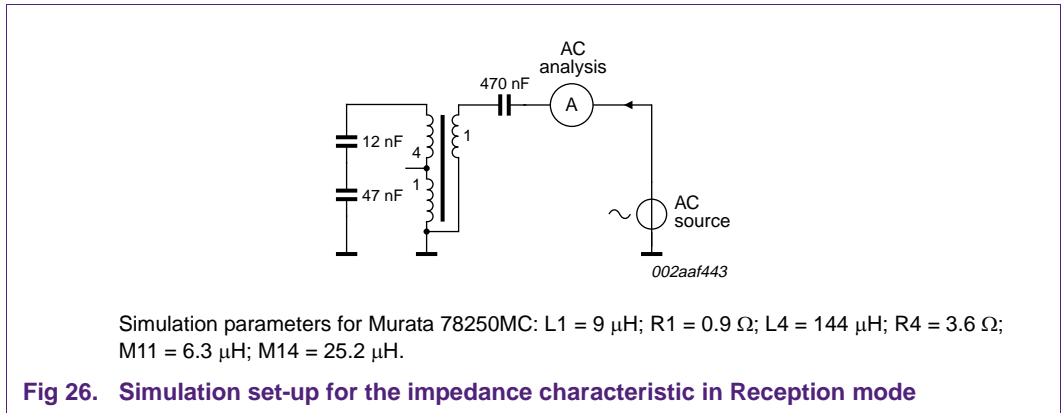 AC
analysis
470 nF
A
12 nF
4
1
1
47 nF
AC
source
002aaf443
Simulation parameters for Murata 78250MC: L1 = 9 μH; R1 = 0.9 Ω; L4 = 144 μH; R4 = 3.6 Ω;
M11 = 6.3 μH; M14 = 25.2 μH.
Fig 26. Simulation set-up for the impedance characteristic in Reception mode